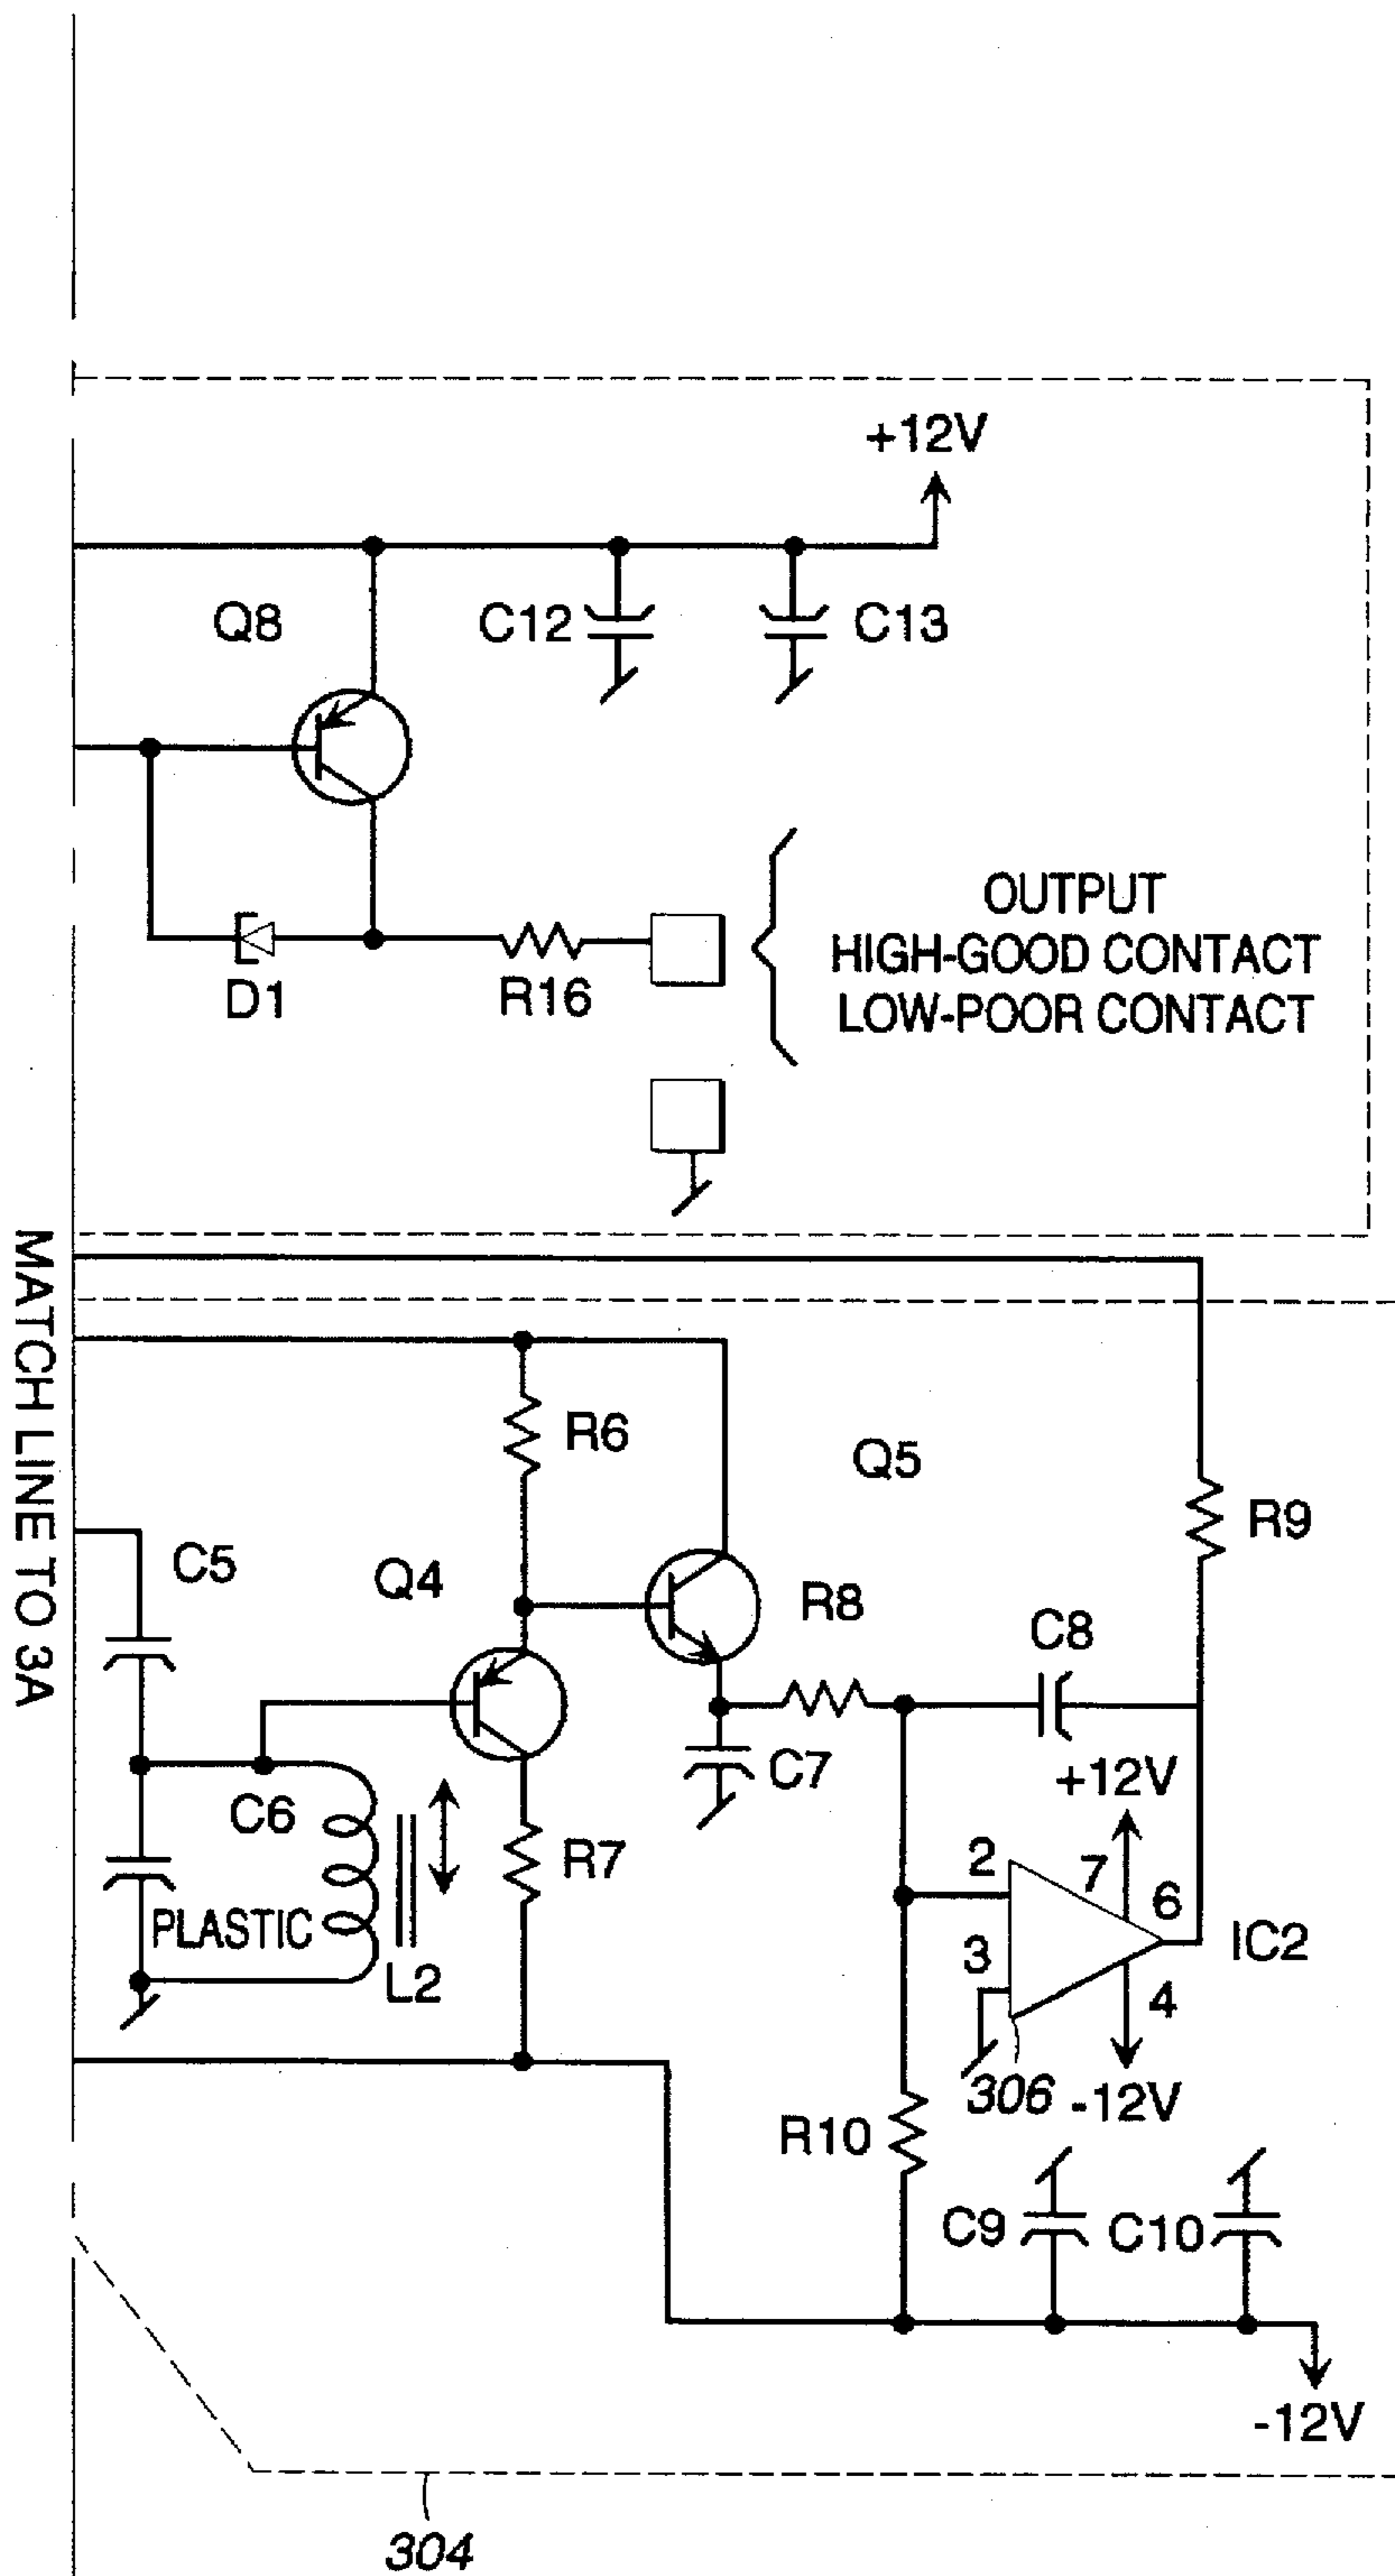 +12V
Q8
C12
C13
OUTPUT
HIGH-GOOD CONTACT
LOW-POOR CONTACT
D1
R16
MATCH LINE TO 3A
R6
Q5
R9
C5
Q4
R8
C8
C7
+12V
C6
R7
2
7
6
PLASTIC
L2
3
IC2
4
306
-12V
R10
C9
C10
-12V
304